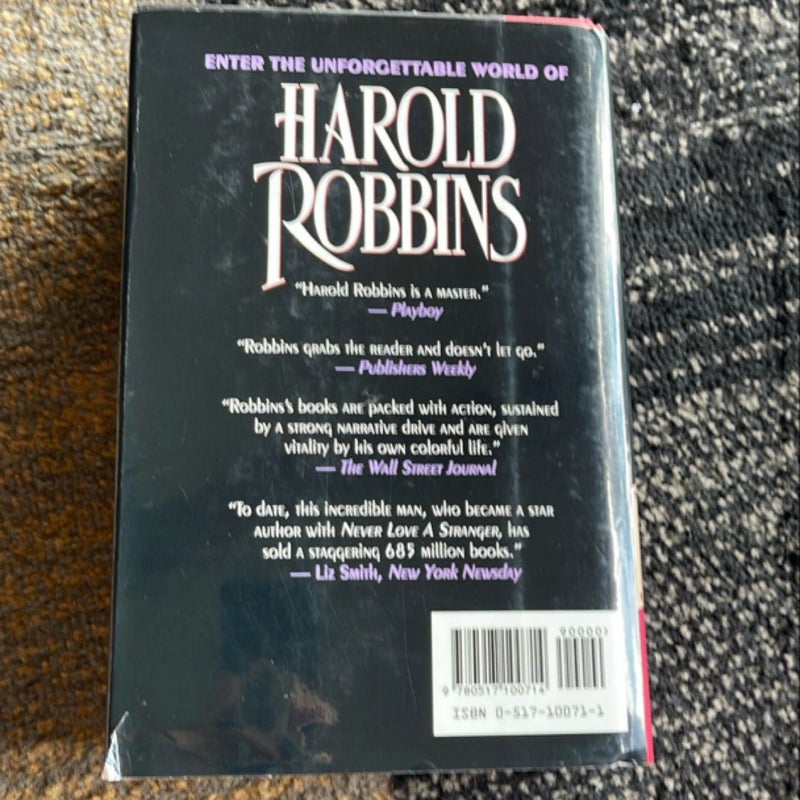 ENTER THE UNFORGETTABLE WORLD OF
HAROLD
ROBBINS
"HAROLD ROBBINS IS A MASTER."
— Playboy
"ROBBINS GRABS THE READER AND DOESN'T LET GO."
— PUBLISHERS WEEKLY
"ROBBINS'S BOOKS ARE PACKED WITH ACTION, SUSTAINED
BY A STRONG NARRATIVE DRIVE AND ARE GIVEN
VITALITY BY HIS OWN COLORFUL LIFE."
— THE WALL STREET JOURNAL
"TO DATE, THIS INCREDIBLE MAN, WHO BECAME A STAR
AUTHOR WITH NEVER LOVE A STRANGER, HAS
SOLD A STAGGERING 685 MILLION BOOKS."
— LIZ SMITH, NEW YORK NEWSDAY
90000>
9 780517 100714
ISBN 0-517-10071-1